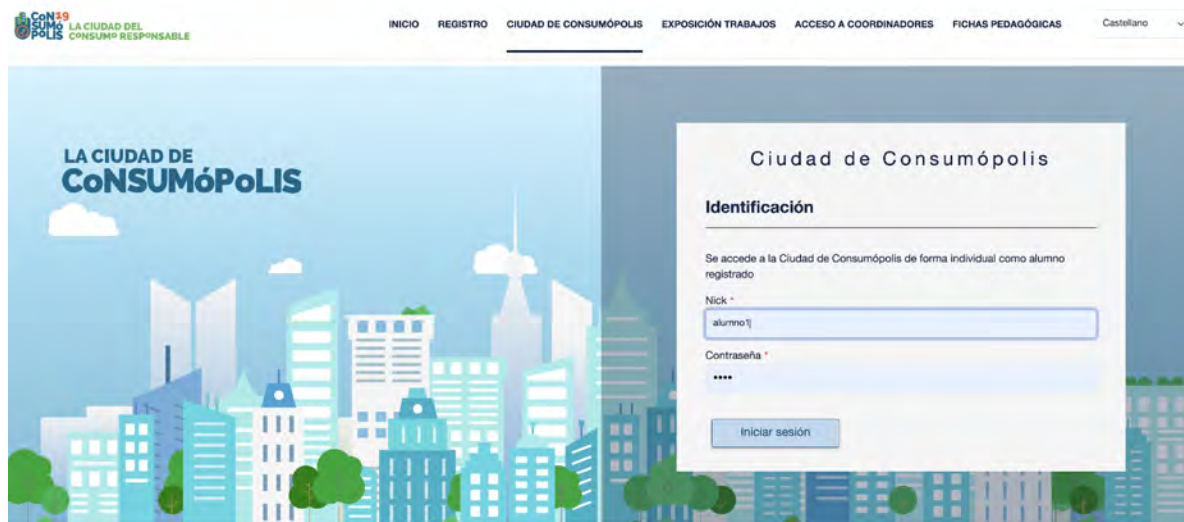 CoN19
SUMó
PoLIS
LA CIUDAD DEL
CONSUMO RESPONSABLE
INICIO REGISTRO CIUDAD DE CONSUMÓPOLIS EXPOSICIÓN TRABAJOS ACCESO A COORDINADORES FICHAS PEDAGÓGICAS Castellano
LA CIUDAD DE
CoNSUMóPoLIS
Ciudad de Consumópolis
Identificación
Se accede a la Ciudad de Consumópolis de forma individual como alumno
registrado
Nick *
alumno1
Contraseña *
••••
Iniciar sesión